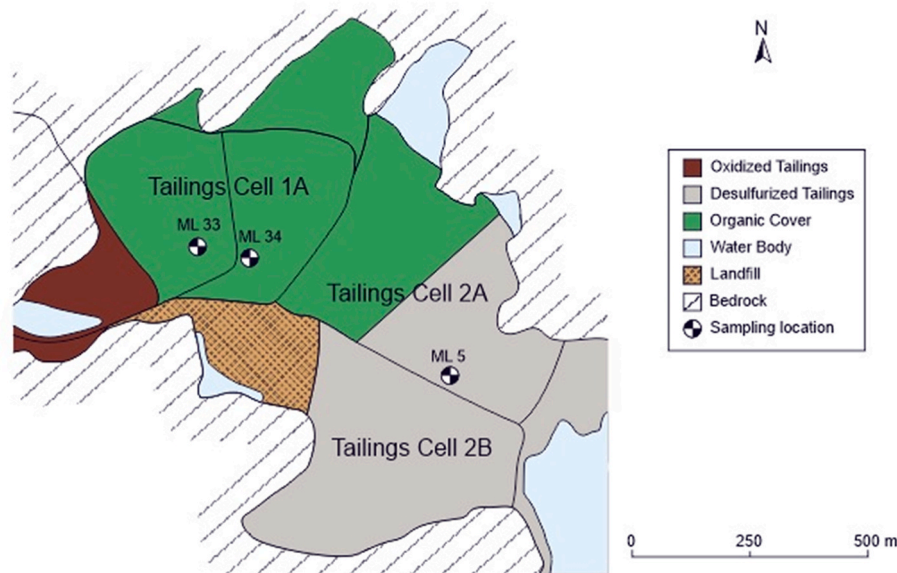 N
Tailings Cell 1A
ML 33
ML 34
Tailings Cell 2A
ML 5
Tailings Cell 2B
Oxidized Tailings
Desulfurized Tailings
Organic Cover
Water Body
Landfill
Bedrock
Sampling location
0 250 500 m